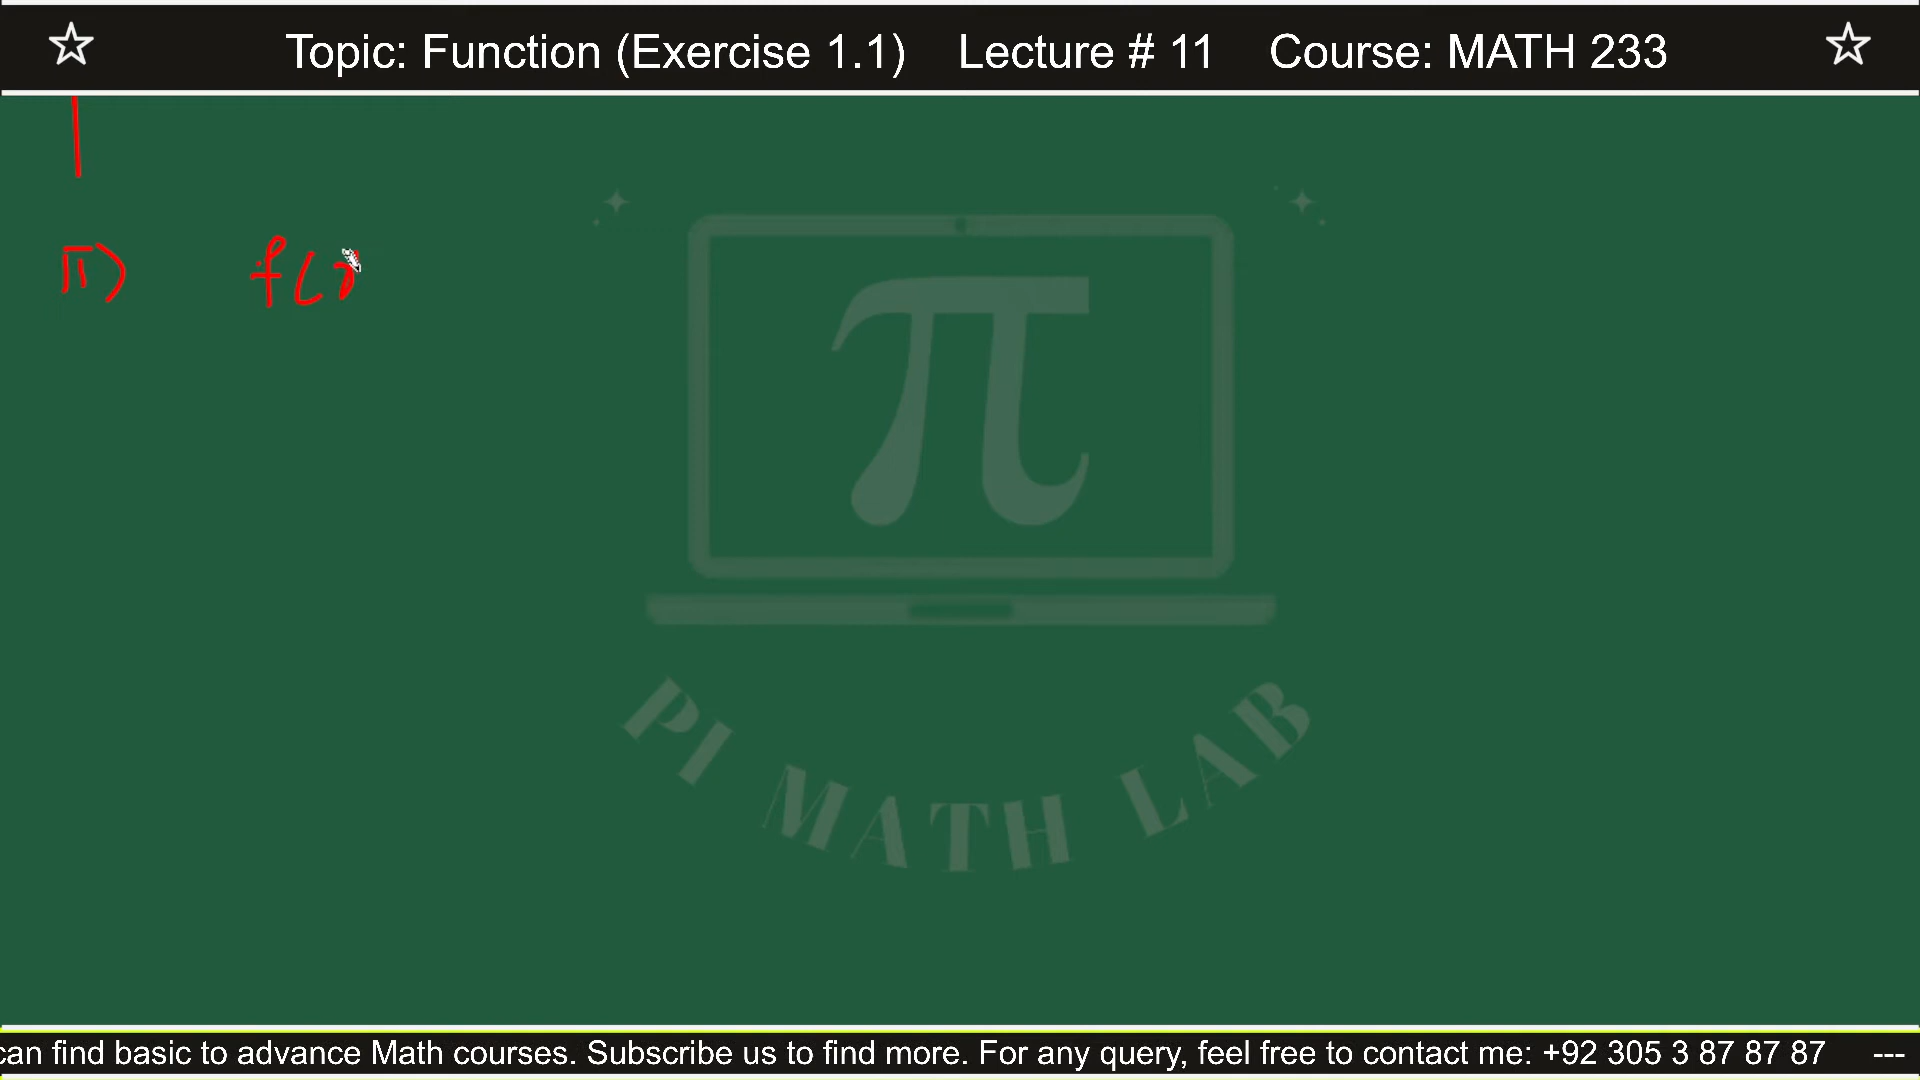 ☆ Topic: Function (Exercise 1.1) Lecture # 11 Course: MATH 233 ☆
II) f(x
π
PI MATH LAB
can find basic to advance Math courses. Subscribe us to find more. For any query, feel free to contact me: +92 305 3 87 87 87 ---